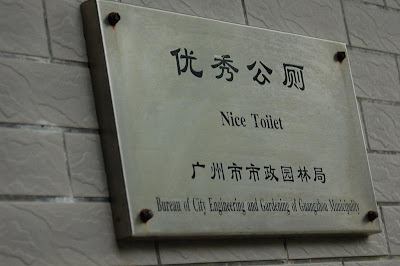 优秀公厕
Nice Toilet
广州市市政园林局
Bureau of City Engineering and Gardening of Guangzhou Municipality